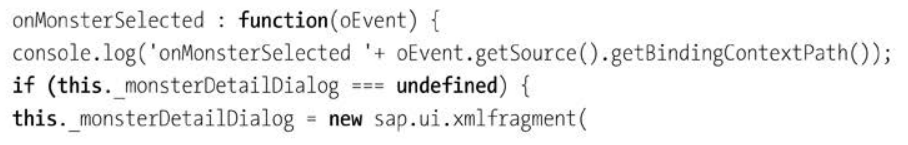 onMonsterSelected : function(oEvent) {
console.log('onMonsterSelected '+ oEvent.getSource().getBindingContextPath());
if (this._monsterDetailDialog === undefined) {
this._monsterDetailDialog = new sap.ui.xmlfragment(